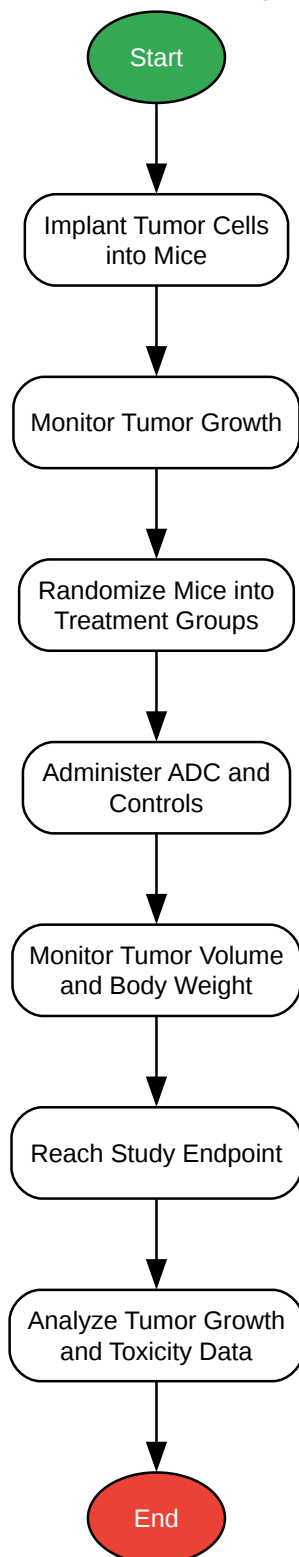 Start
Implant Tumor Cells
into Mice
Monitor Tumor Growth
Randomize Mice into
Treatment Groups
Administer ADC and
Controls
Monitor Tumor Volume
and Body Weight
Reach Study Endpoint
Analyze Tumor Growth
and Toxicity Data
End